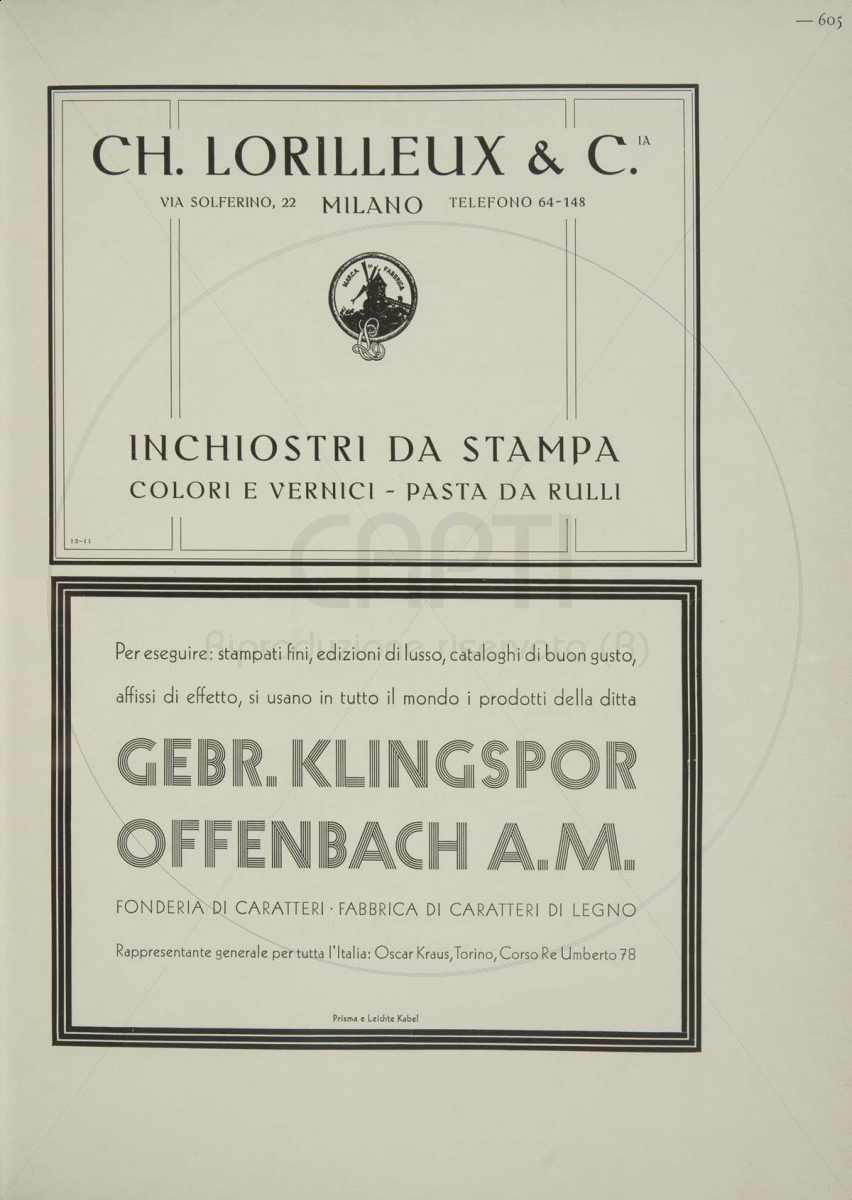 — 605
CH. LORILLEUX & C.IA
VIA SOLFERINO, 22 MILANO TELEFONO 64-148
MARCA DI FABBRICA
INCHIOSTRI DA STAMPA
COLORI E VERNICI - PASTA DA RULLI
12-11
CAPTI
Riproduzione riservata (R)
Per eseguire: stampati fini, edizioni di lusso, cataloghi di buon gusto,
affissi di effetto, si usano in tutto il mondo i prodotti della ditta
GEBR. KLINGSPOR
OFFENBACH A.M.
FONDERIA DI CARATTERI · FABBRICA DI CARATTERI DI LEGNO
Rappresentante generale per tutta l'Italia: Oscar Kraus, Torino, Corso Re Umberto 78
Prisma e Leichte Kabel